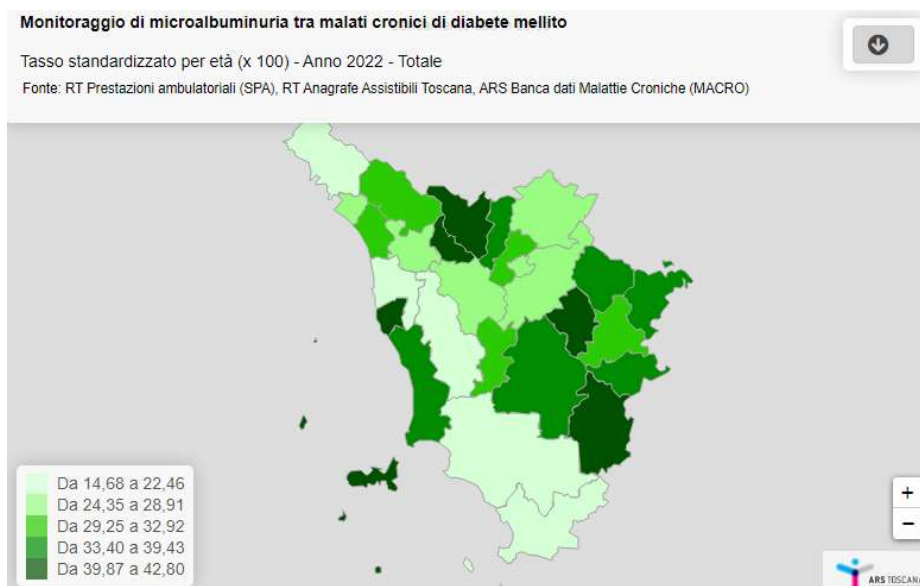 Monitoraggio di microalbuminuria tra malati cronici di diabete mellito
Tasso standardizzato per età (x 100) - Anno 2022 - Totale
Fonte: RT Prestazioni ambulatoriali (SPA), RT Anagrafe Assistibili Toscana, ARS Banca dati Malattie Croniche (MACRO)
Da 14,68 a 22,46
Da 24,35 a 28,91
Da 29,25 a 32,92
Da 33,40 a 39,43
Da 39,87 a 42,80
+
−
ARS TOSCANA